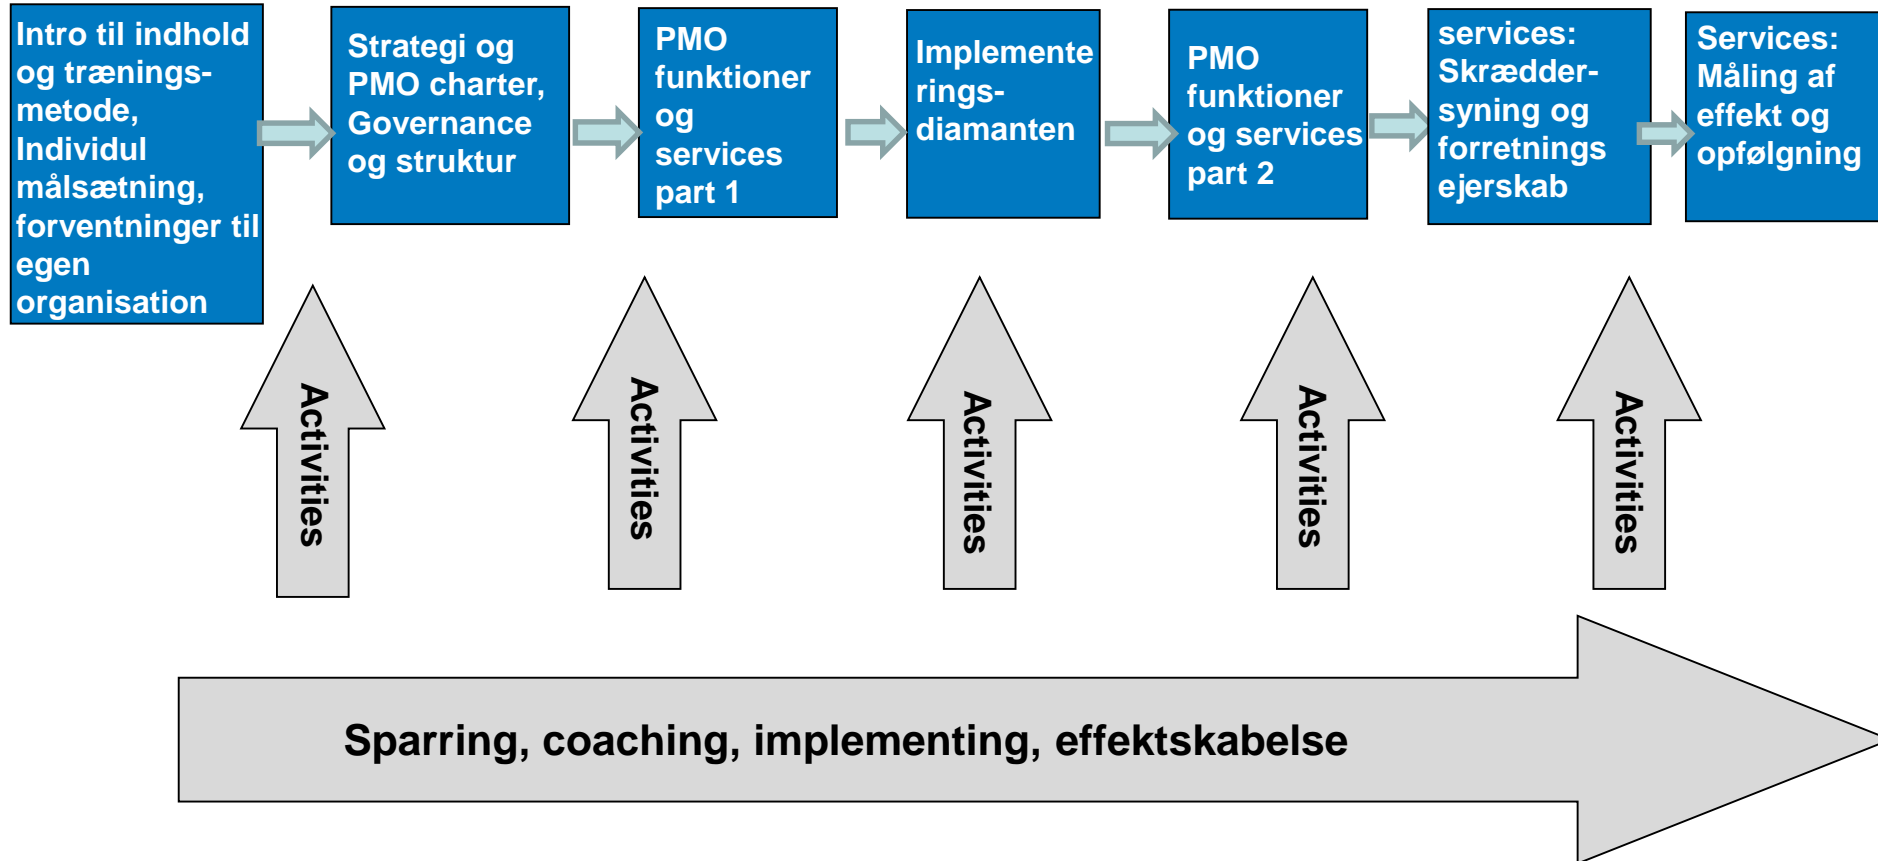 Intro til indhold
og trænings-
metode,
Individul
målsætning,
forventninger til
egen
organisation
Strategi og
PMO charter,
Governance
og struktur
PMO
funktioner
og
services
part 1
Implemente
rings-
diamanten
PMO
funktioner
og services
part 2
services:
Skrædder-
syning og
forretnings
ejerskab
Services:
Måling af
effekt og
opfølgning
Activities
Activities
Activities
Activities
Activities
Sparring, coaching, implementing, effektskabelse